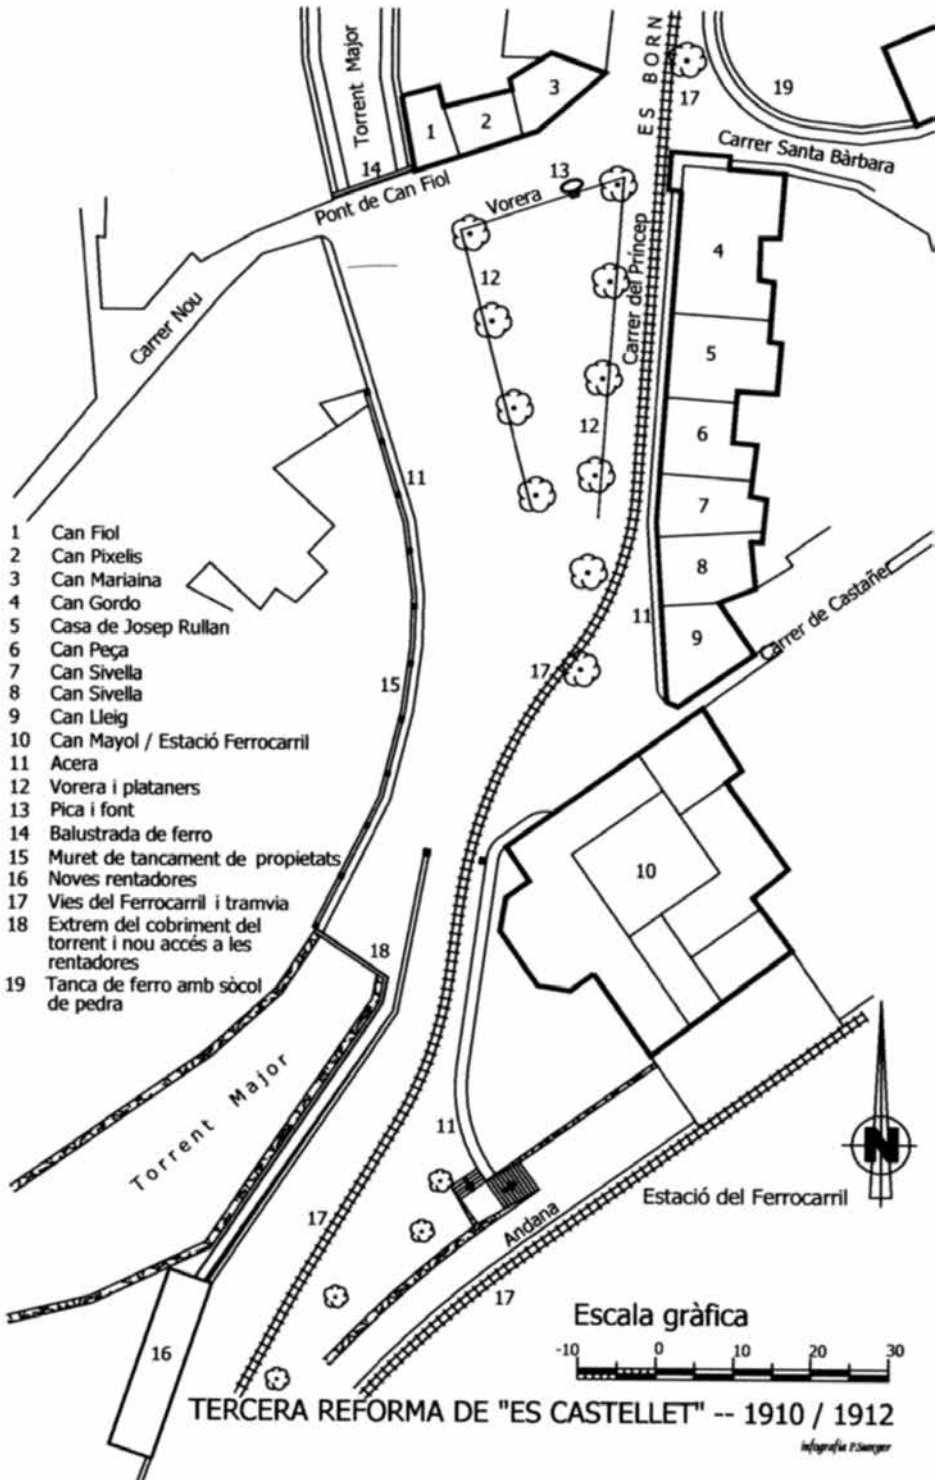 Torrent Major
ES BORN
19
17
3
2
1
14
Carrer Santa Bàrbara
13
Pont de Can Fiol
Vorera
4
12
Carrer del Príncep
Carrer Nou
5
12
6
11
7
8
11
Carrer de Castañer
9
17
15
1 Can Fiol
2 Can Pixelis
3 Can Mariaina
4 Can Gordo
5 Casa de Josep Rullan
6 Can Peça
7 Can Sivella
8 Can Sivella
9 Can Lleig
10 Can Mayol / Estació Ferrocarril
11 Acera
12 Vorera i plataners
13 Pica i font
14 Balustrada de ferro
15 Muret de tancament de propietats
16 Noves rentadores
17 Vies del Ferrocarril i tramvia
18 Extrem del cobriment del
torrent i nou accés a les
rentadores
19 Tanca de ferro amb sòcol
de pedra
10
18
Torrent Major
11
N
Estació del Ferrocarril
17
Andana
17
16
Escala gràfica
-10 0 10 20 30
TERCERA REFORMA DE "ES CASTELLET" -- 1910 / 1912
infografia P.